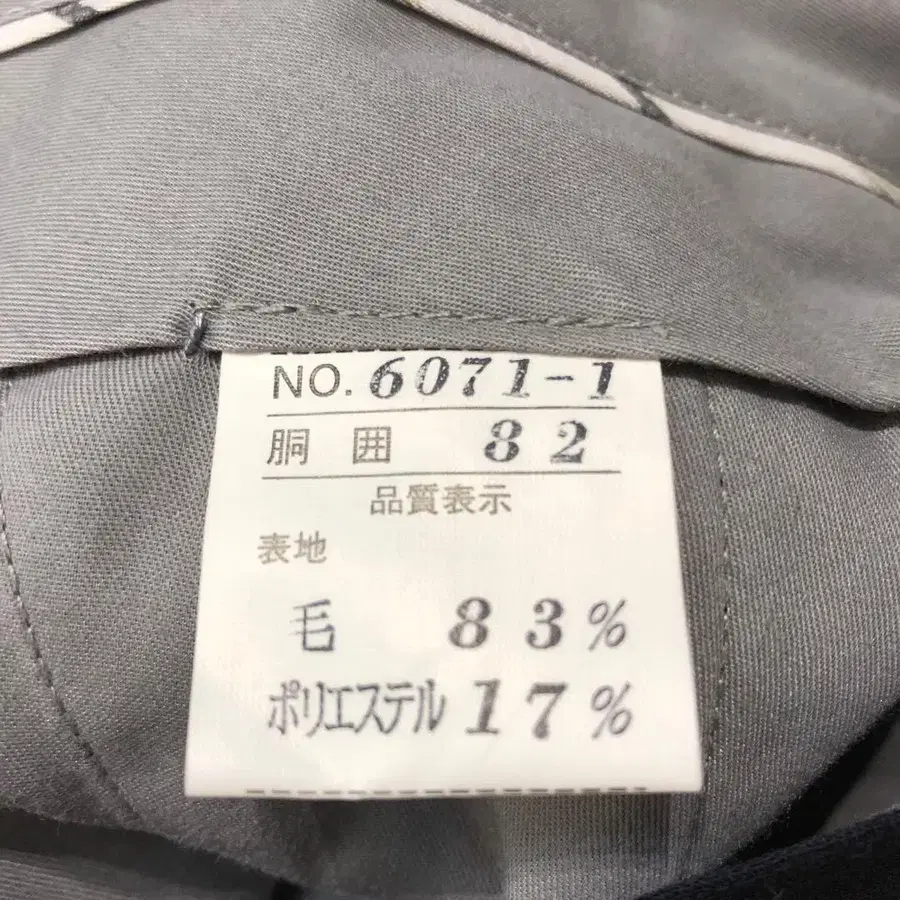 NO. 6071-1
胴囲 82
品質表示
表地
毛 83%
ポリエステル 17%